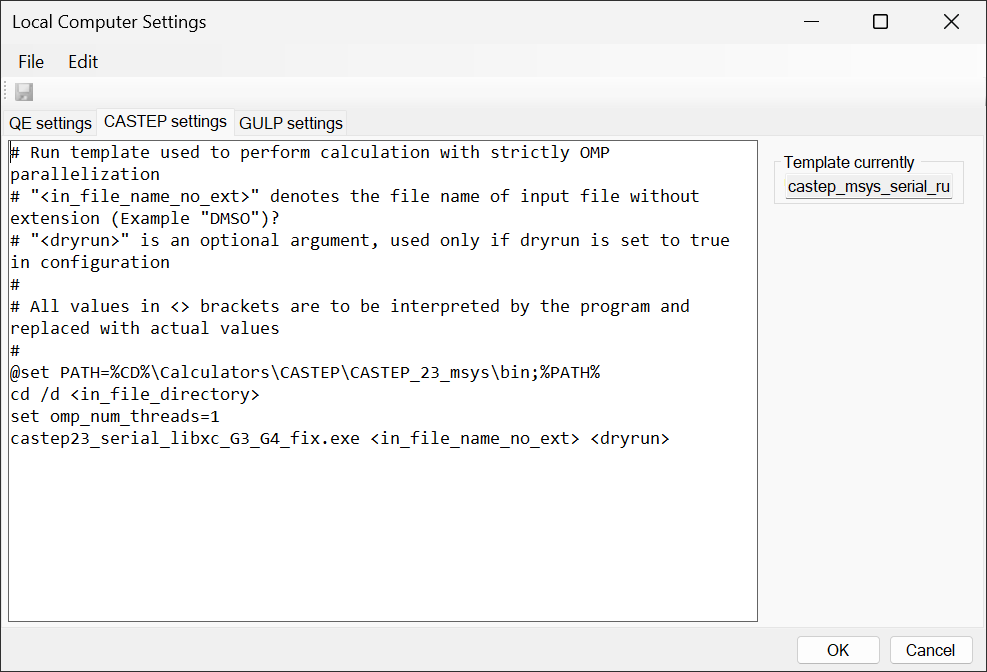 Local Computer Settings
File Edit
QE settings CASTEP settings GULP settings
# Run template used to perform calculation with strictly OMP
parallelization
# "<in_file_name_no_ext>" denotes the file name of input file without
extension (Example "DMSO")?
# "<dryrun>" is an optional argument, used only if dryrun is set to true
in configuration
#
# All values in <> brackets are to be interpreted by the program and
replaced with actual values
#
@set PATH=%CD%\Calculators\CASTEP\CASTEP_23_msys\bin;%PATH%
cd /d <in_file_directory>
set omp_num_threads=1
castep23_serial_libxc_G3_G4_fix.exe <in_file_name_no_ext> <dryrun>
Template currently
castep_msys_serial_ru
OK Cancel